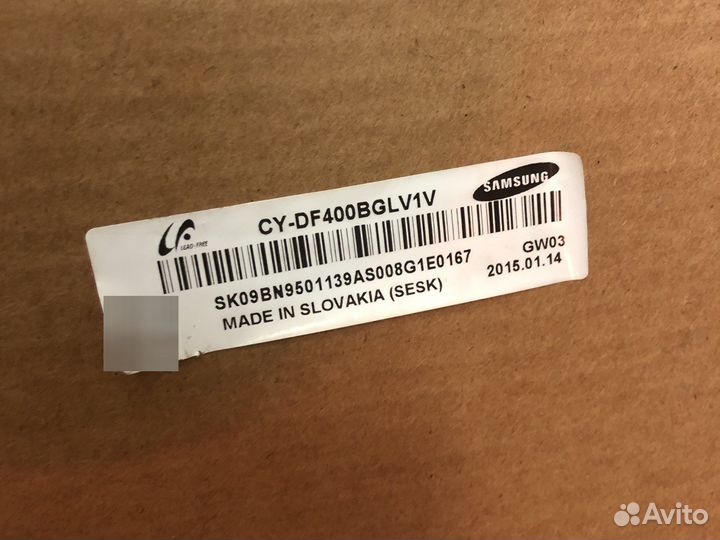 SAMSUNG
CY-DF400BGLV1V
LEAD-FREE
GW03
SK09BN9501139AS008G1E0167
2015.01.14
MADE IN SLOVAKIA (SESK)
Avito